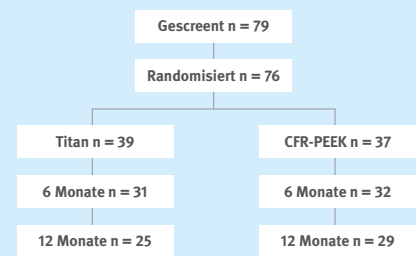 Gescreent n = 79
Randomisiert n = 76
Titan n = 39
CFR-PEEK n = 37
6 Monate n = 31
6 Monate n = 32
12 Monate n = 25
12 Monate n = 29